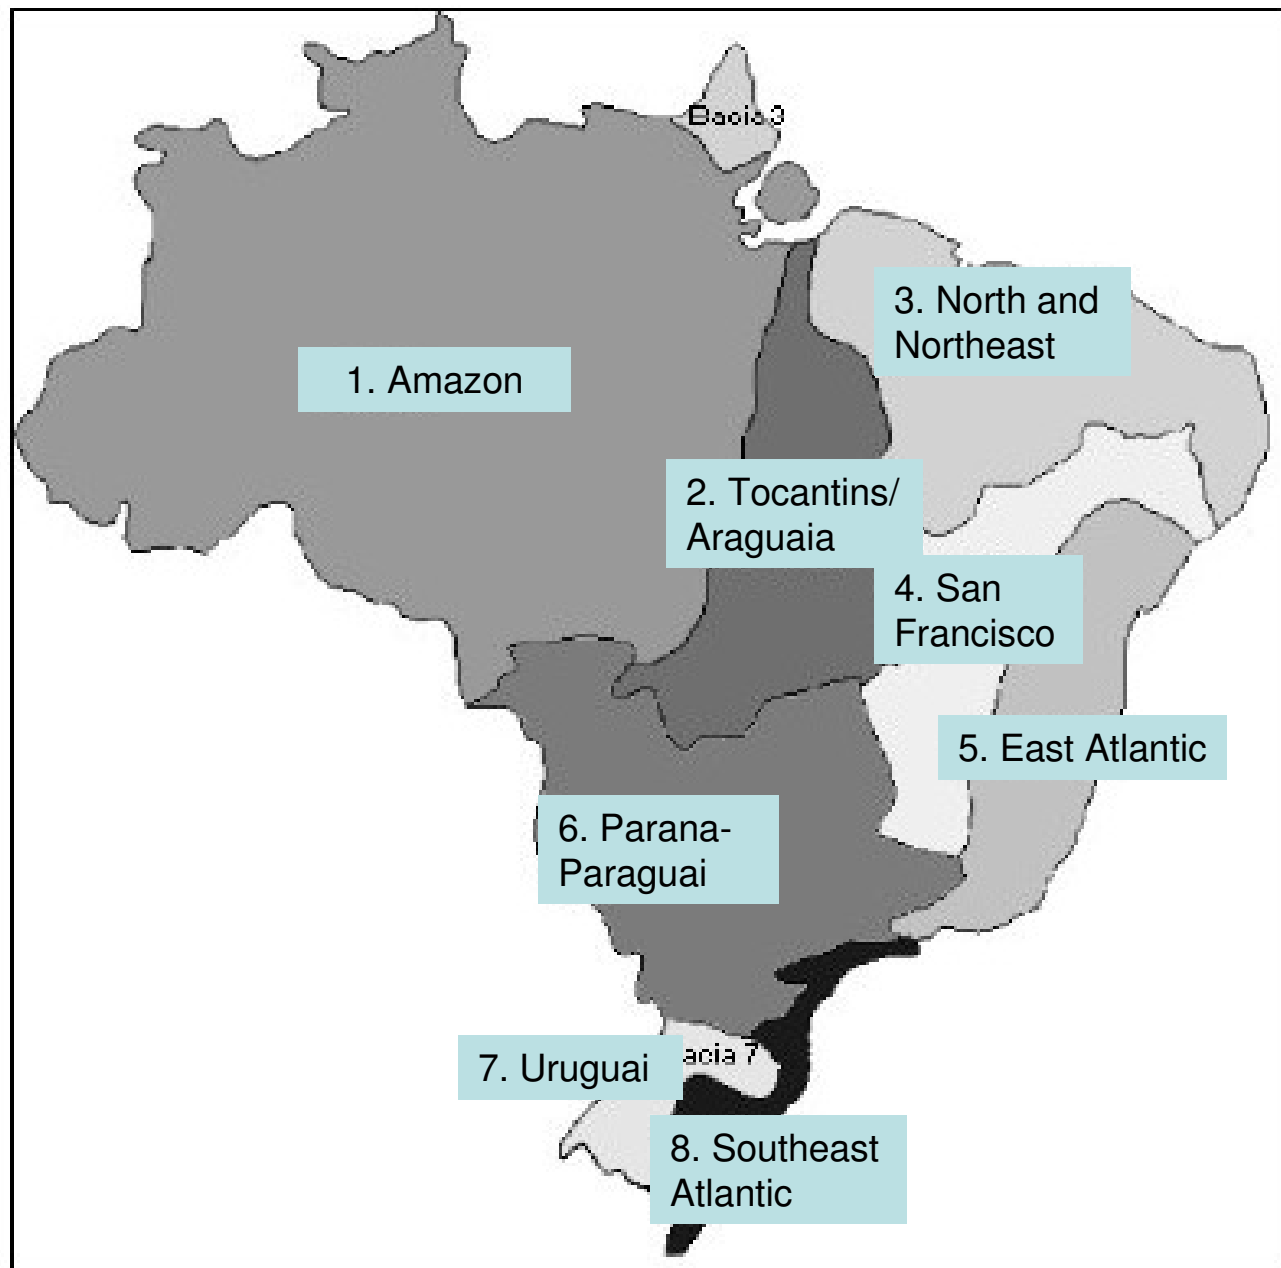 Bacia 3
3. North and
Northeast
1. Amazon
2. Tocantins/
Araguaia
4. San
Francisco
5. East Atlantic
6. Parana-
Paraguai
7. Uruguai
acia 7
8. Southeast
Atlantic